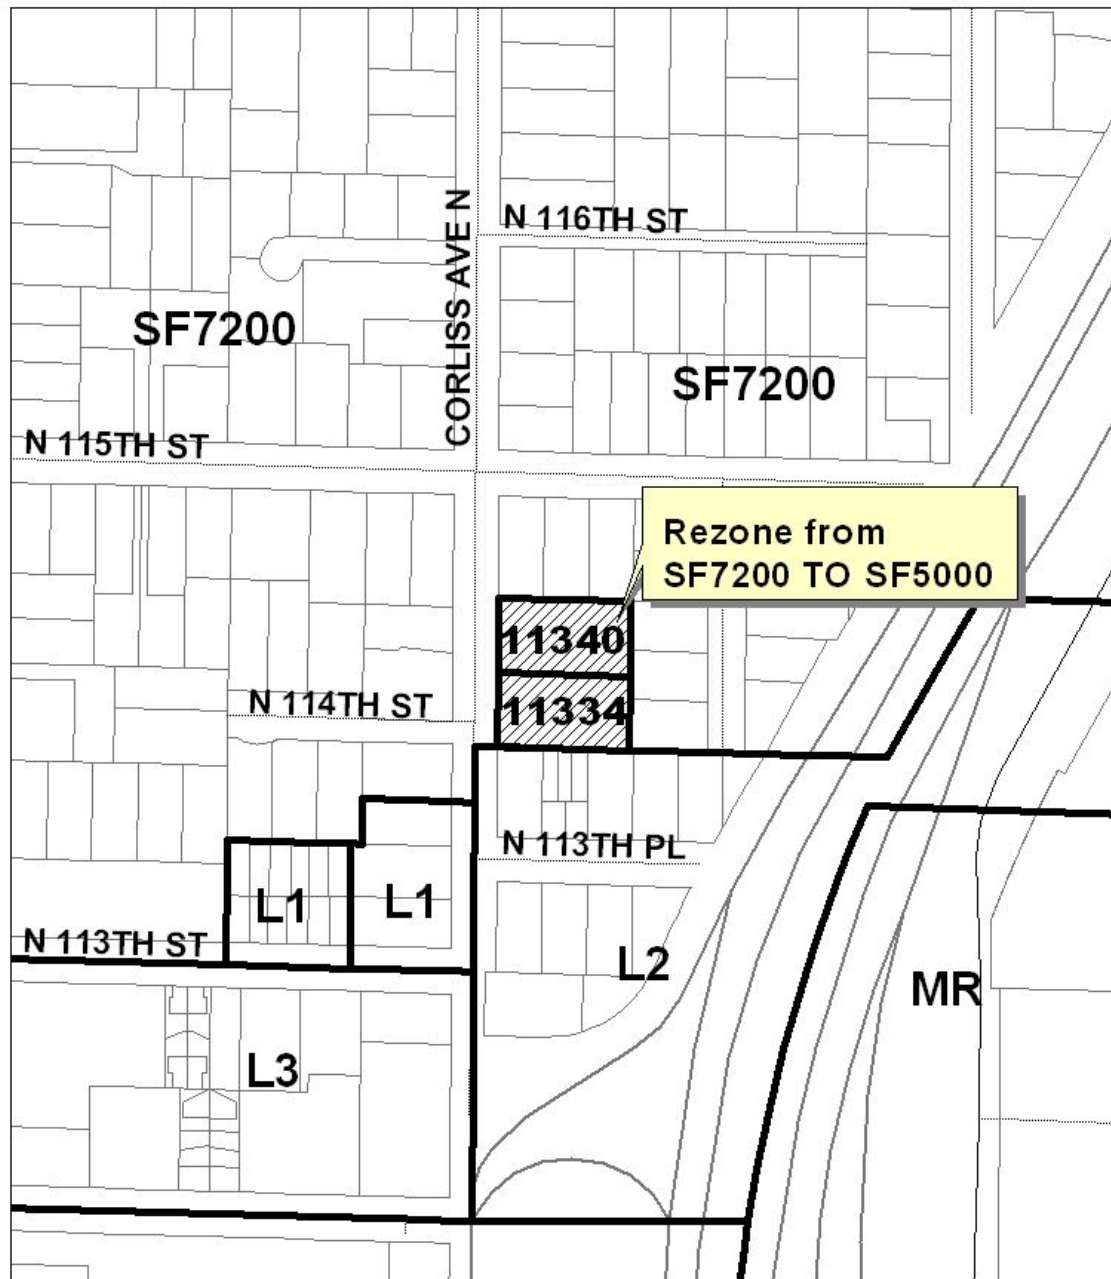 N 116TH ST
CORLISS AVE N
SF7200
SF7200
N 115TH ST
Rezone from
SF7200 TO SF5000
11340
11334
N 114TH ST
N 113TH PL
L1
L1
N 113TH ST
L2
MR
L3